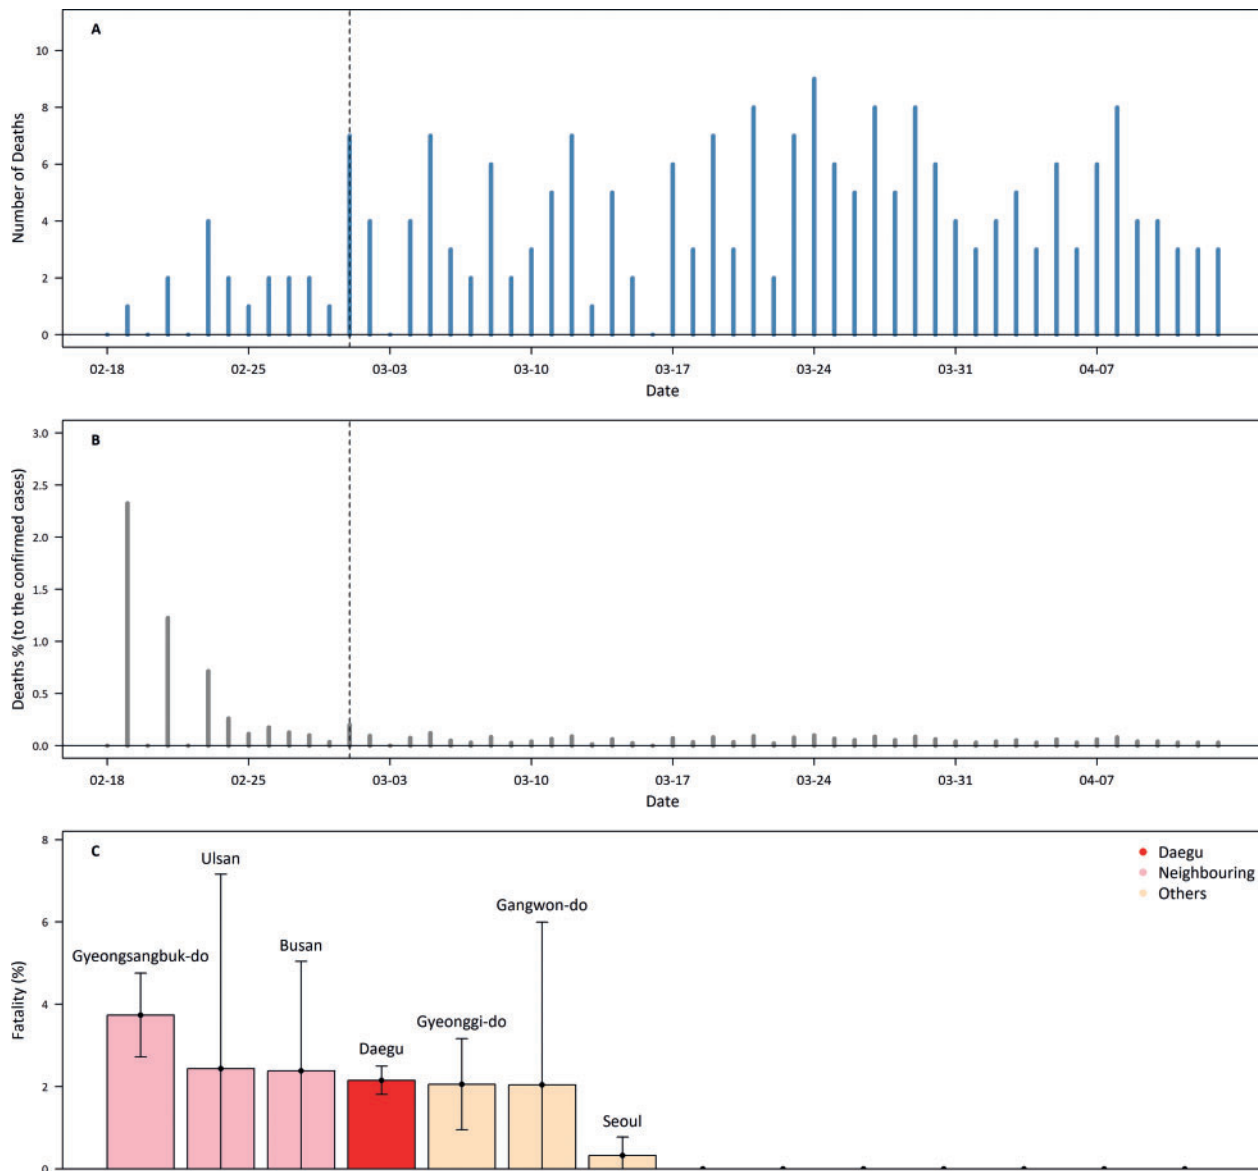 A
10
8
6
4
2
0
Number of Deaths
02-18 02-25 03-03 03-10 03-17 03-24 03-31 04-07
Date
B
3.0
2.5
2.0
1.5
1.0
0.5
0.0
Deaths % (to the confirmed cases)
02-18 02-25 03-03 03-10 03-17 03-24 03-31 04-07
Date
C
8
6
4
2
0
Fatality (%)
Daegu
Neighbouring
Others
Gyeongsangbuk-do
Ulsan
Busan
Daegu
Gyeonggi-do
Gangwon-do
Seoul